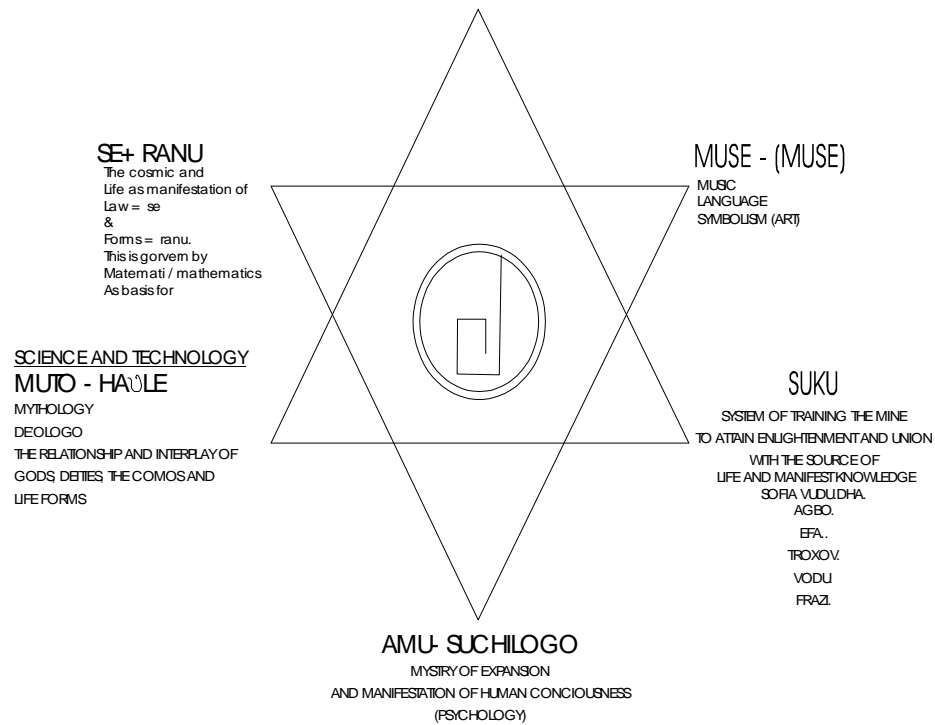 SE+ RANU
The cosmic and
Life as manifestation of
Law = se
&
Forms = ranu.
This is gorvern by
Matemati / mathematics
As basis for
SCIENCE AND TECHNOLOGY
MUTO - HAʋLE
MYTHOLOGY
DE'OLOGO
THE RELATIONSHIP AND INTERPLAY OF
GODS, DEITIES, THE COMOS AND
LIFE FORMS
MUSE - (MUSE)
MUSIC
LANGUAGE
SYMBOLISM (ART)
SUKU
SYSTEM OF TRAINING THE MINE
TO ATTAIN ENLIGHTENMENT AND UNION
WITH THE SOURCE OF
LIFE AND MANIFEST KNOWLEDGE
SOFIA VUDU.DHA.
AGBO.
EFA..
TROXOV.
VODU.
FRAZI.
AMU- SUCHILOGO
MYSTRY OF EXPANSION
AND MANIFESTATION OF HUMAN CONCIOUSNESS
(PSYCHOLOGY)